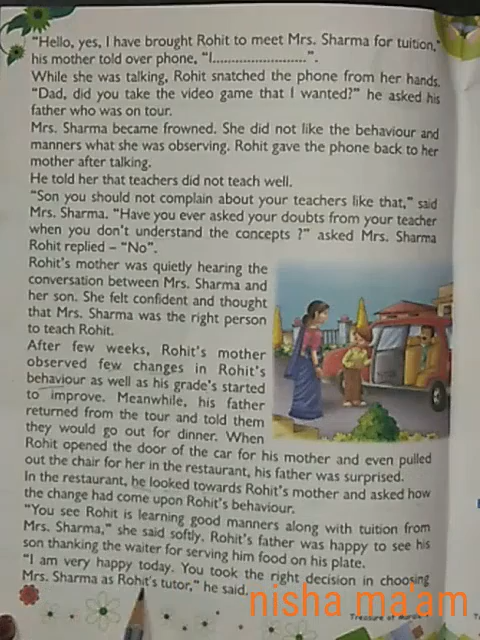 "Hello, yes, I have brought Rohit to meet Mrs. Sharma for tuition,"
his mother told over phone, "I........................".
While she was talking, Rohit snatched the phone from her hands.
"Dad, did you take the video game that I wanted?" he asked his
father who was on tour.
Mrs. Sharma became frowned. She did not like the behaviour and
manners what she was observing. Rohit gave the phone back to her
mother after talking.
He told her that teachers did not teach well.
"Son you should not complain about your teachers like that," said
Mrs. Sharma. "Have you ever asked your doubts from your teacher
when you don't understand the concepts ?" asked Mrs. Sharma
Rohit replied – "No".
Rohit's mother was quietly hearing the
conversation between Mrs. Sharma and
her son. She felt confident and thought
that Mrs. Sharma was the right person
to teach Rohit.
After few weeks, Rohit's mother
observed few changes in Rohit's
behaviour as well as his grade's started
to improve. Meanwhile, his father
returned from the tour and told them
they would go out for dinner. When
Rohit opened the door of the car for his mother and even pulled
out the chair for her in the restaurant, his father was surprised.
In the restaurant, he looked towards Rohit's mother and asked how
the change had come upon Rohit's behaviour.
"You see Rohit is learning good manners along with tuition from
Mrs. Sharma," she said softly. Rohit's father was happy to see his
son thanking the waiter for serving him food on his plate.
"I am very happy today. You took the right decision in choosing
Mrs. Sharma as Rohit's tutor," he said.
nisha ma'am
Treasure of